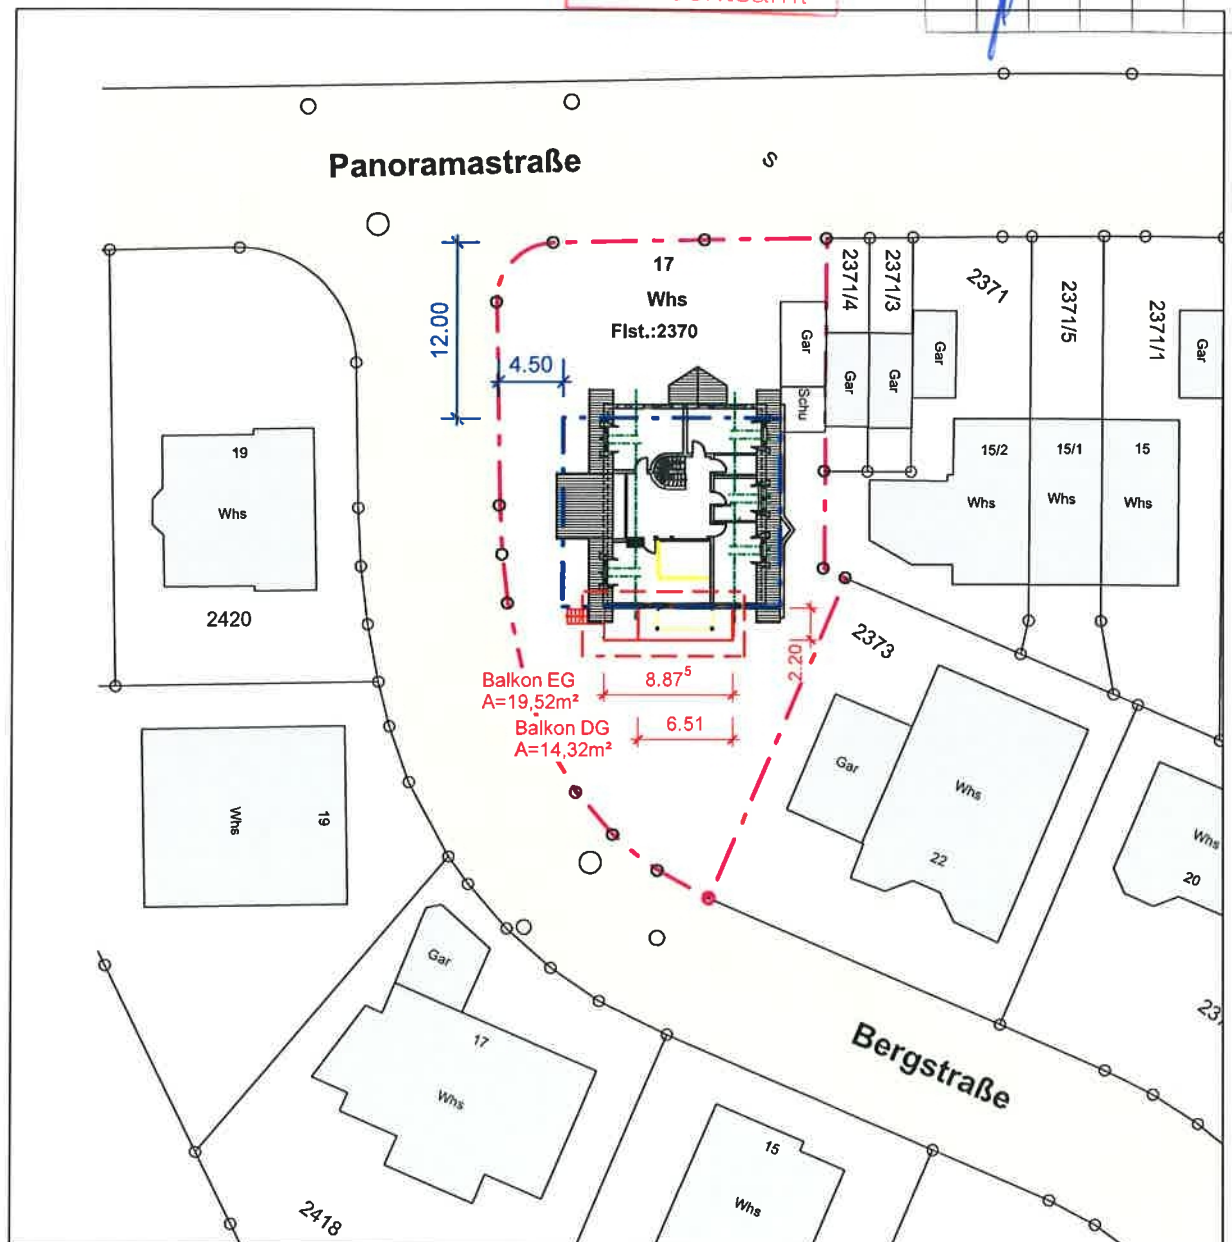 Panoramastraße
S
17
Whs
Flst.:2370
12.00
4.50
2371/4
2371/3
2371
2371/5
2371/1
Gar
Schu
Gar
Gar
Gar
Gar
19
Whs
2420
15/2
Whs
15/1
Whs
15
Whs
2373
2.20
Balkon EG
A=19,52m²
8.87⁵
Balkon DG
A=14,32m²
6.51
Whs
19
Gar
Whs
22
Whs
20
Gar
17
Whs
2418
15
Whs
Bergstraße